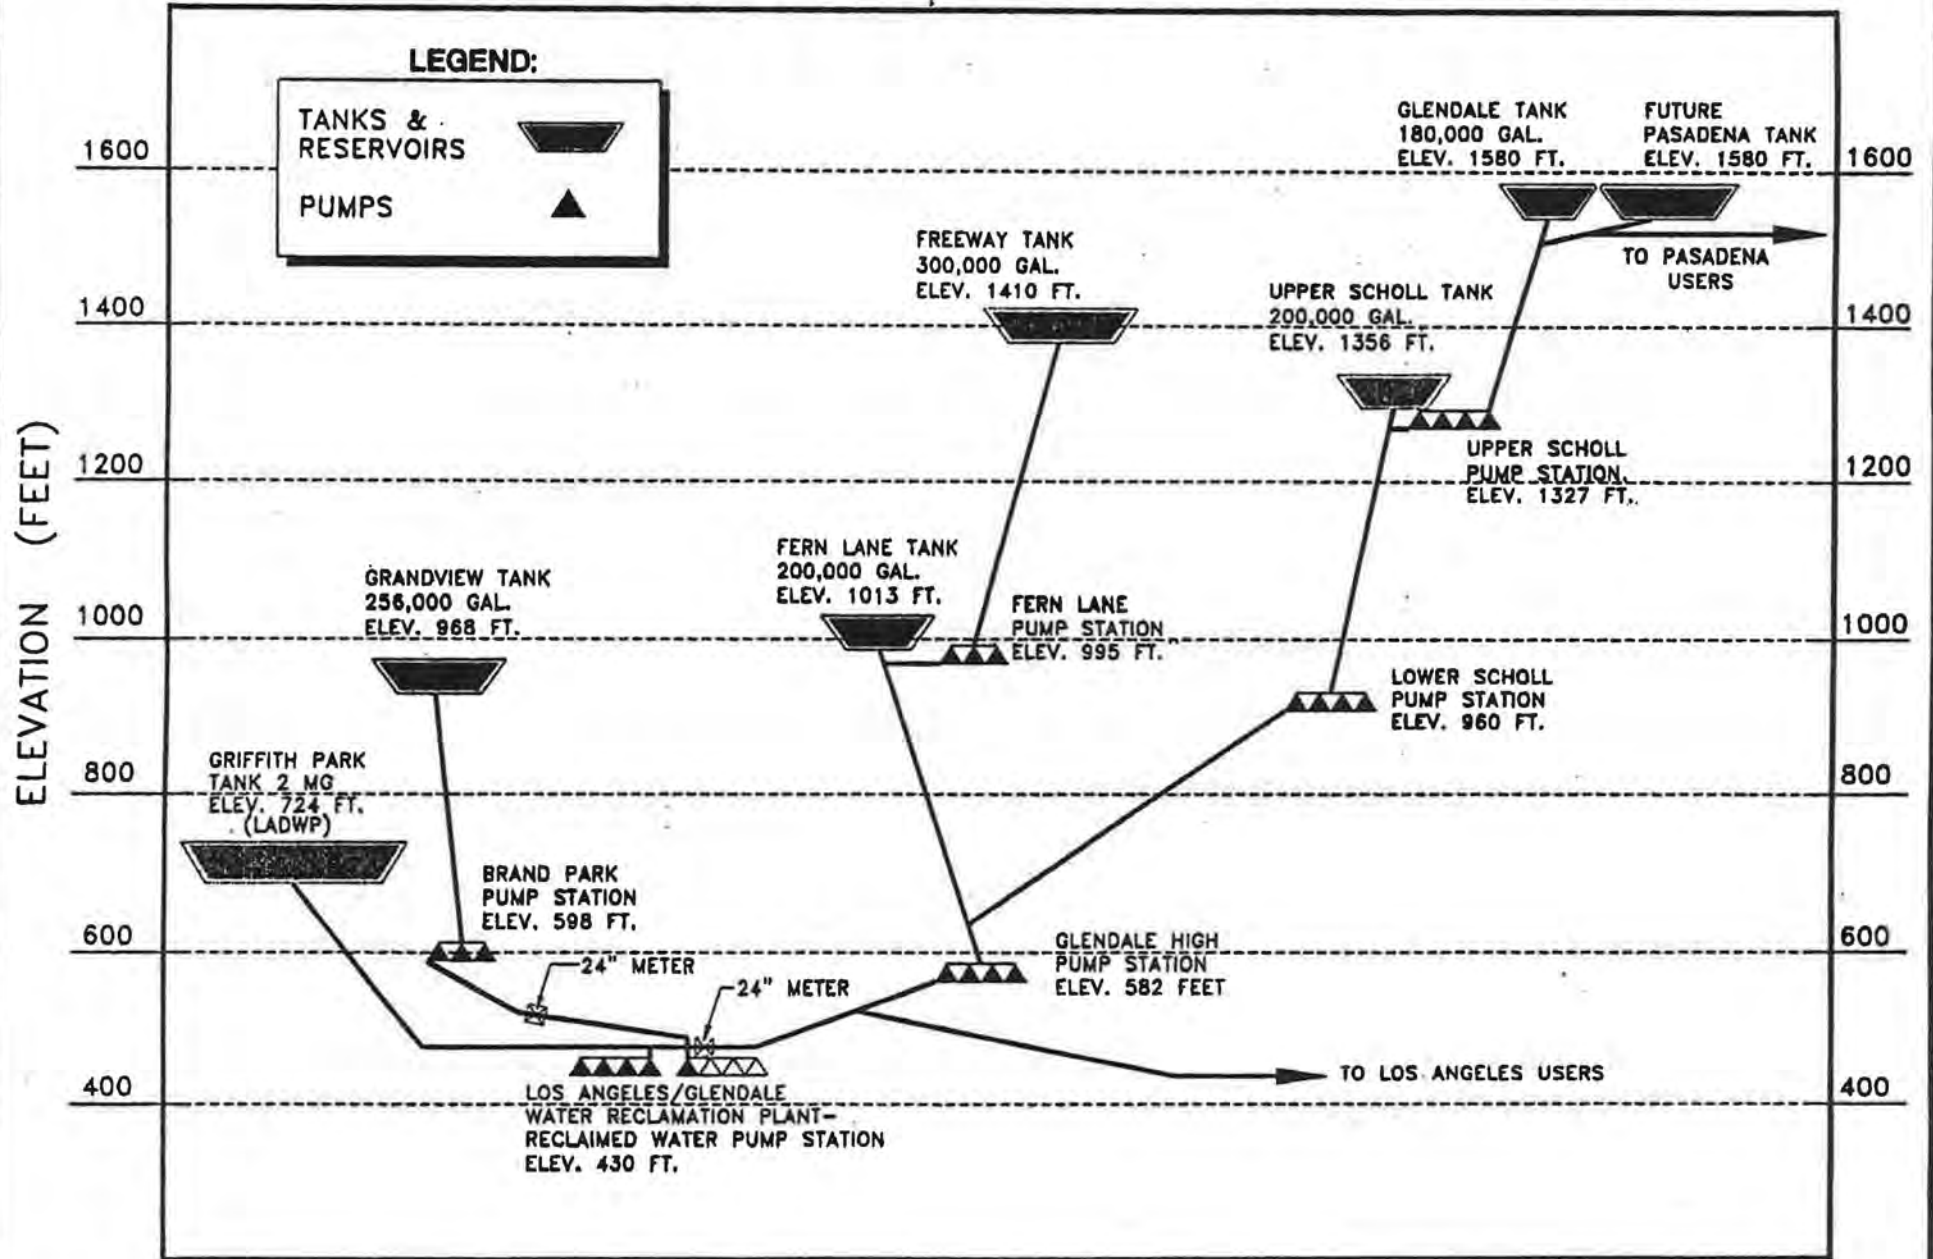 LEGEND:
TANKS &
RESERVOIRS
PUMPS
ELEVATION (FEET)
1600
1400
1200
1000
800
600
400
1600
1400
1200
1000
800
600
400
GLENDALE TANK
180,000 GAL.
ELEV. 1580 FT.
FUTURE
PASADENA TANK
ELEV. 1580 FT.
TO PASADENA
USERS
FREEWAY TANK
300,000 GAL.
ELEV. 1410 FT.
UPPER SCHOLL TANK
200,000 GAL.
ELEV. 1356 FT.
UPPER SCHOLL
PUMP STATION
ELEV. 1327 FT.
FERN LANE TANK
200,000 GAL.
ELEV. 1013 FT.
GRANDVIEW TANK
256,000 GAL.
ELEV. 968 FT.
FERN LANE
PUMP STATION
ELEV. 995 FT.
LOWER SCHOLL
PUMP STATION
ELEV. 960 FT.
GRIFFITH PARK
TANK 2 MG
ELEV. 724 FT.
(LADWP)
BRAND PARK
PUMP STATION
ELEV. 598 FT.
24" METER
24" METER
GLENDALE HIGH
PUMP STATION
ELEV. 582 FEET
TO LOS ANGELES USERS
LOS ANGELES/GLENDALE
WATER RECLAMATION PLANT-
RECLAIMED WATER PUMP STATION
ELEV. 430 FT.